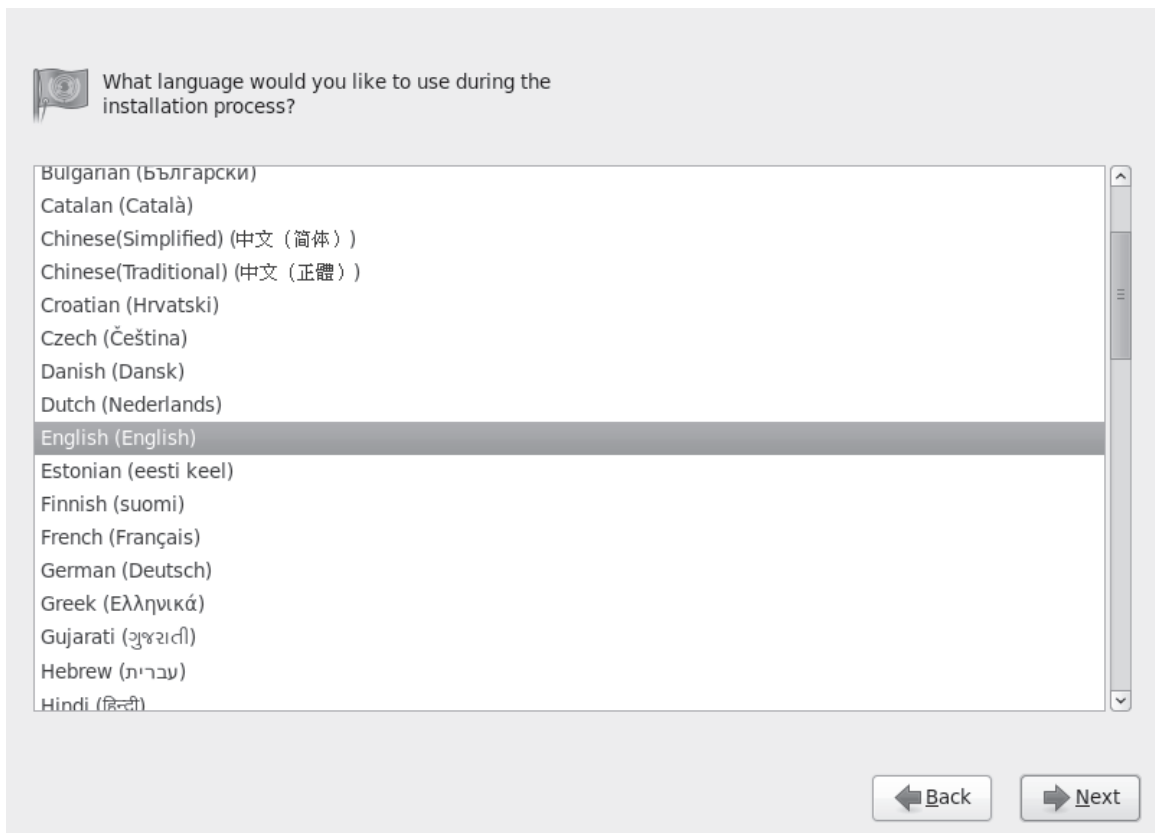 What language would you like to use during the
installation process?
Bulgarian (Български)
Catalan (Català)
Chinese(Simplified) (中文（简体）)
Chinese(Traditional) (中文（正體）)
Croatian (Hrvatski)
Czech (Čeština)
Danish (Dansk)
Dutch (Nederlands)
English (English)
Estonian (eesti keel)
Finnish (suomi)
French (Français)
German (Deutsch)
Greek (Ελληνικά)
Gujarati (ગુજરાતી)
Hebrew (עברית)
Hindi (हिन्दी)
Back
Next